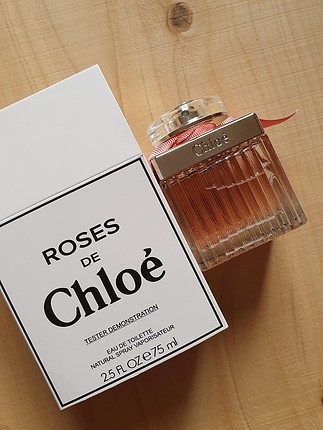 Chloé
ROSES
DE
Chloé
TESTER DEMONSTRATION
EAU DE TOILETTE
NATURAL SPRAY VAPORISATEUR
2.5 FL.OZ e 75 ml